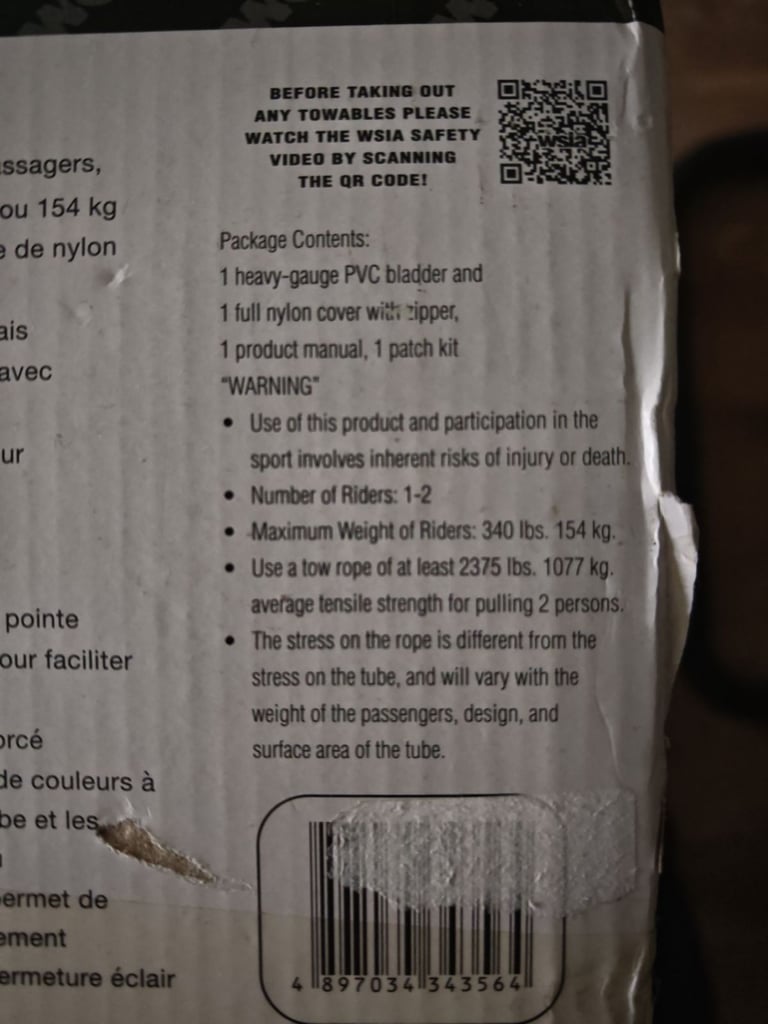 BEFORE TAKING OUT
ANY TOWABLES PLEASE
WATCH THE WSIA SAFETY
VIDEO BY SCANNING
THE QR CODE!
wsia
ssagers,
ou 154 kg
e de nylon
ais
avec
ur
pointe
our faciliter
orcé
de couleurs à
be et les
ermet de
ement
ermeture éclair
Package Contents:
1 heavy-gauge PVC bladder and
1 full nylon cover with zipper,
1 product manual, 1 patch kit
"WARNING"
• Use of this product and participation in the
sport involves inherent risks of injury or death.
• Number of Riders: 1-2
• Maximum Weight of Riders: 340 lbs. 154 kg.
• Use a tow rope of at least 2375 lbs. 1077 kg.
average tensile strength for pulling 2 persons.
• The stress on the rope is different from the
stress on the tube, and will vary with the
weight of the passengers, design, and
surface area of the tube.
4 897034 343564